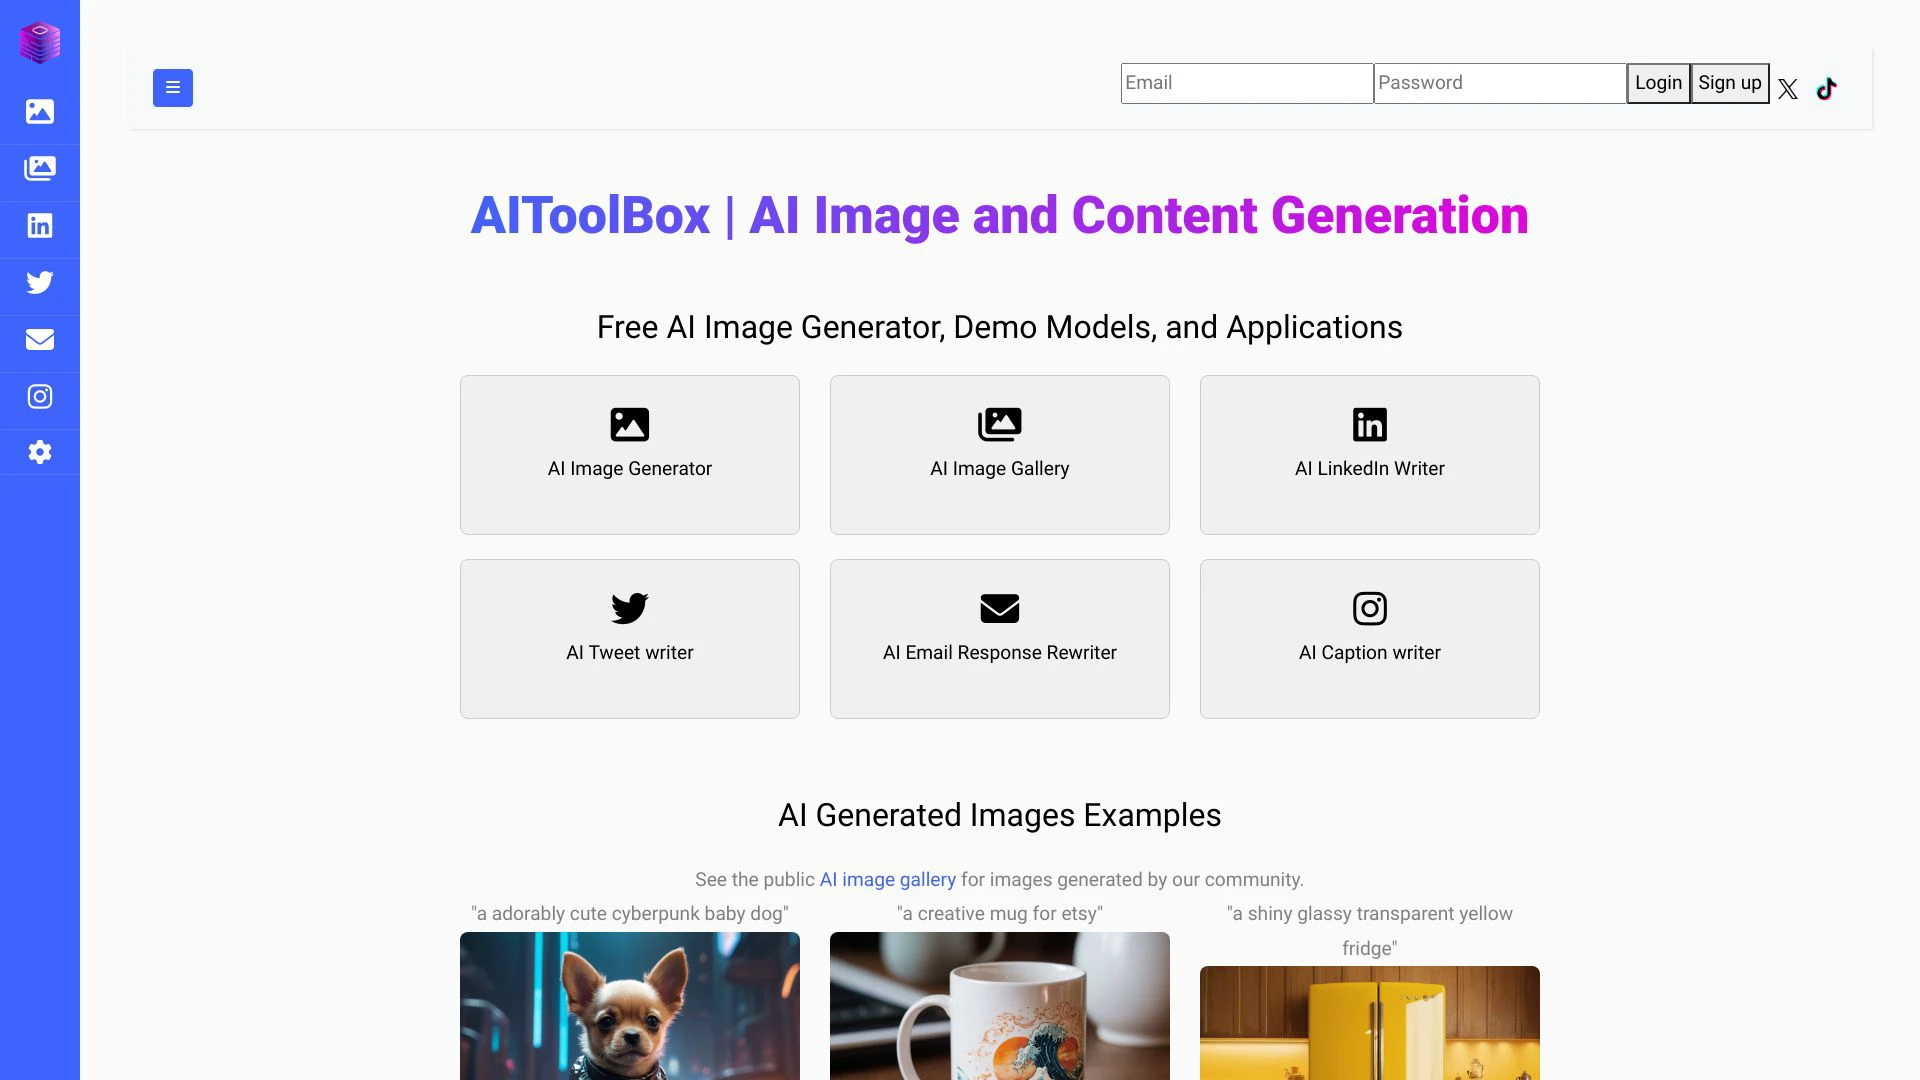 Email Password Login Sign up
AIToolBox | AI Image and Content Generation
Free AI Image Generator, Demo Models, and Applications
AI Image Generator
AI Image Gallery
AI LinkedIn Writer
AI Tweet writer
AI Email Response Rewriter
AI Caption writer
AI Generated Images Examples
See the public AI image gallery for images generated by our community.
"a adorably cute cyberpunk baby dog"
"a creative mug for etsy"
"a shiny glassy transparent yellow
fridge"